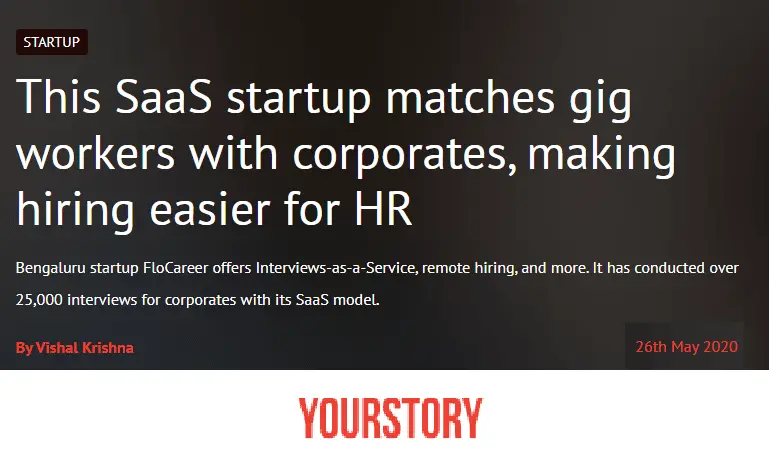 STARTUP
This SaaS startup matches gig
workers with corporates, making
hiring easier for HR
Bengaluru startup FloCareer offers Interviews-as-a-Service, remote hiring, and more. It has conducted over
25,000 interviews for corporates with its SaaS model.
By Vishal Krishna
26th May 2020
YOURSTORY